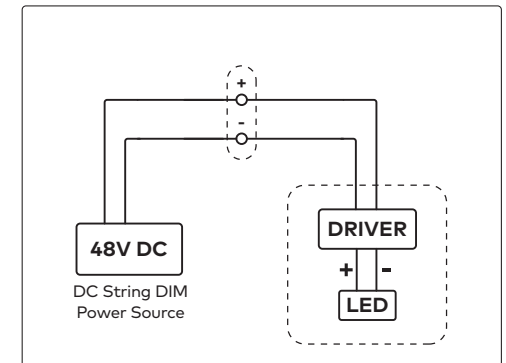 +
-
DRIVER
48V DC
+ -
DC String DIM
LED
Power Source